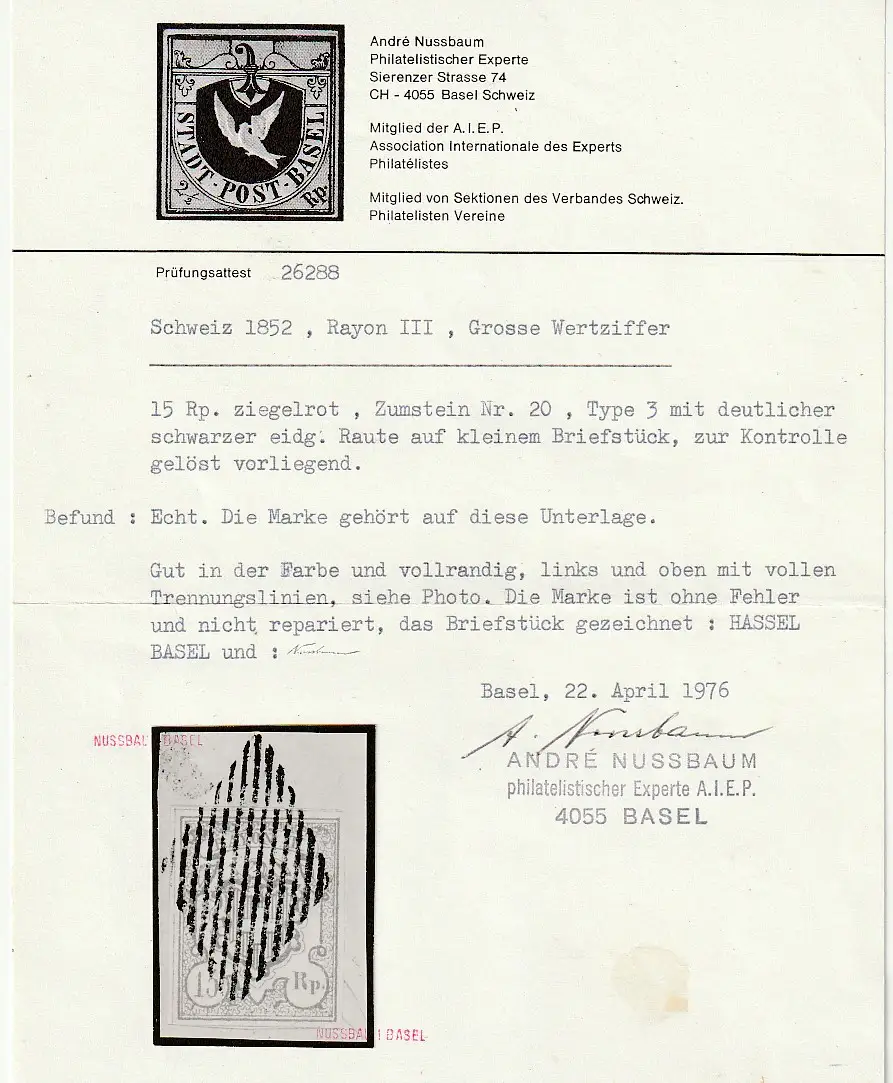 STADT-POST-BASEL
2½ Rp.
André Nussbaum
Philatelistischer Experte
Sierenzer Strasse 74
CH - 4055 Basel Schweiz
Mitglied der A.I.E.P.
Association Internationale des Experts
Philatélistes
Mitglied von Sektionen des Verbandes Schweiz.
Philatelisten Vereine
Prüfungsattest 26288
Schweiz 1852 , Rayon III , Grosse Wertziffer
15 Rp. ziegelrot , Zumstein Nr. 20 , Type 3 mit deutlicher
schwarzer eidg. Raute auf kleinem Briefstück, zur Kontrolle
gelöst vorliegend.
Befund : Echt. Die Marke gehört auf diese Unterlage.
Gut in der Farbe und vollrandig, links und oben mit vollen
Trennungslinien, siehe Photo. Die Marke ist ohne Fehler
und nicht repariert, das Briefstück gezeichnet : HASSEL
BASEL und : Nussbaum
Basel, 22. April 1976
A. Nussbaum
ANDRÉ NUSSBAUM
philatelistischer Experte A.I.E.P.
4055 BASEL
NUSSBAU BASEL
15 Rp.
NUSSBA BASEL